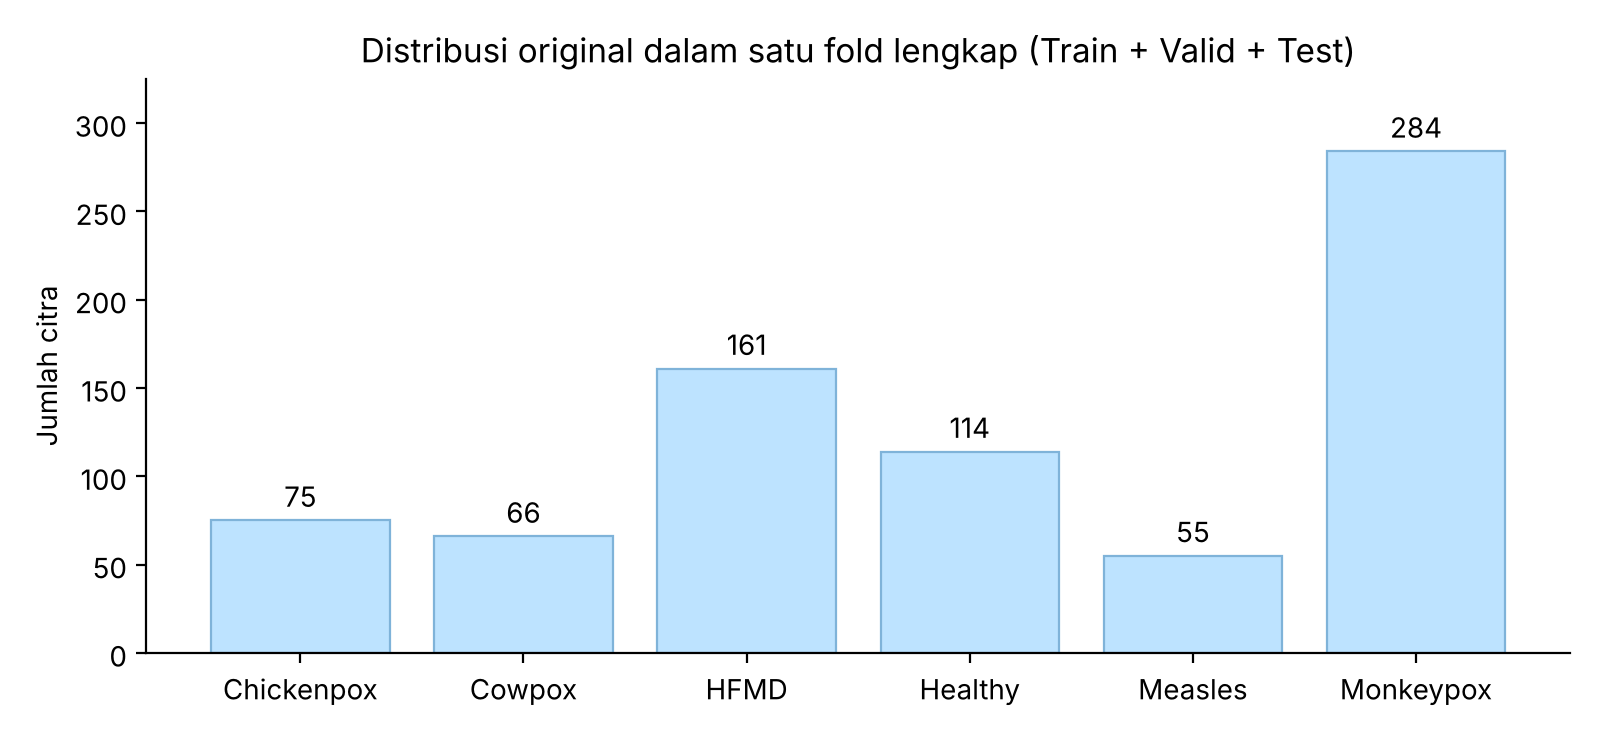 Distribusi original dalam satu fold lengkap (Train + Valid + Test)
Jumlah citra
300
250
200
150
100
50
0
75
66
161
114
55
284
Chickenpox
Cowpox
HFMD
Healthy
Measles
Monkeypox